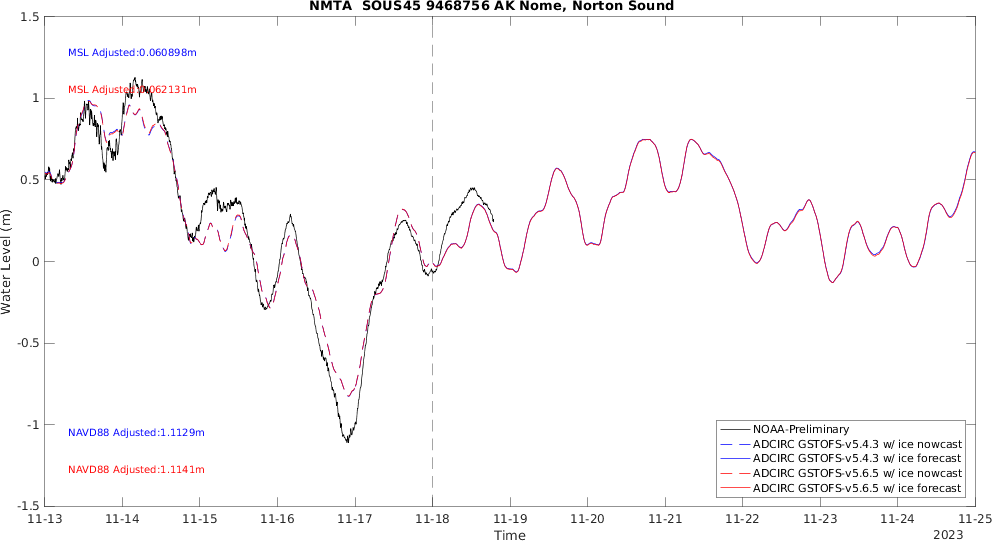 NMTA SOUS45 9468756 AK Nome, Norton Sound
1.5
1
0.5
0
-0.5
-1
-1.5
Water Level (m)
MSL Adjusted:0.060898m
MSL Adjusted:0.062131m
NAVD88 Adjusted:1.1129m
NAVD88 Adjusted:1.1141m
NOAA-Preliminary
ADCIRC GSTOFS-v5.4.3 w/ ice nowcast
ADCIRC GSTOFS-v5.4.3 w/ ice forecast
ADCIRC GSTOFS-v5.6.5 w/ ice nowcast
ADCIRC GSTOFS-v5.6.5 w/ ice forecast
11-13 11-14 11-15 11-16 11-17 11-18 11-19 11-20 11-21 11-22 11-23 11-24 11-25
Time
2023